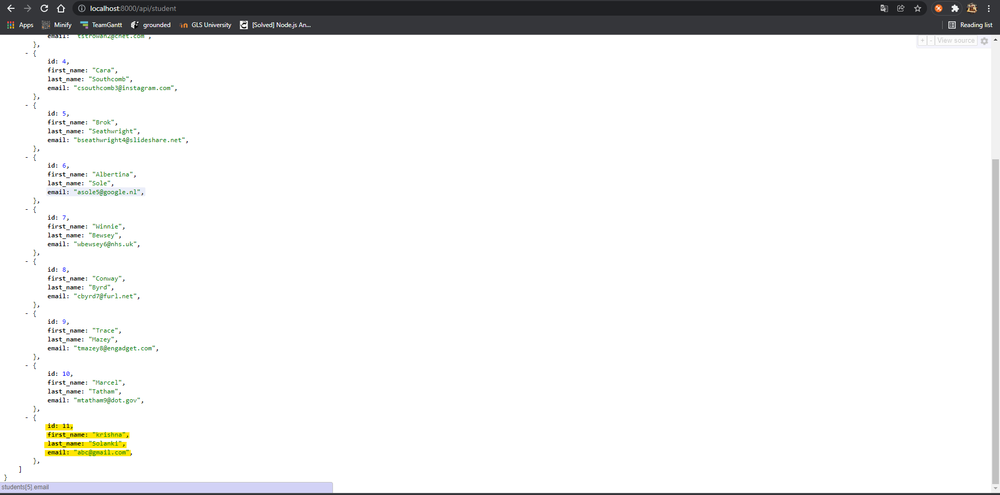 localhost:8000/api/student
Apps Minify TeamGantt grounded GLS University [Solved] Node.js An... Reading list
email: "tstrowan2@cnet.com",
+ - View source
},
- {
id: 4,
first_name: "Cara",
last_name: "Southcomb",
email: "csouthcomb3@instagram.com",
},
- {
id: 5,
first_name: "Brok",
last_name: "Seathwright",
email: "bseathwright4@slideshare.net",
},
- {
id: 6,
first_name: "Albertina",
last_name: "Sole",
email: "asole5@google.nl",
},
- {
id: 7,
first_name: "Winnie",
last_name: "Bewsey",
email: "wbewsey6@nhs.uk",
},
- {
id: 8,
first_name: "Conway",
last_name: "Byrd",
email: "cbyrd7@furl.net",
},
- {
id: 9,
first_name: "Trace",
last_name: "Mazey",
email: "tmazey8@engadget.com",
},
- {
id: 10,
first_name: "Marcel",
last_name: "Tatham",
email: "mtatham9@dot.gov",
},
- {
id: 11,
first_name: "krishna",
last_name: "Solanki",
email: "abc@gmail.com",
},
]
}
students[5].email